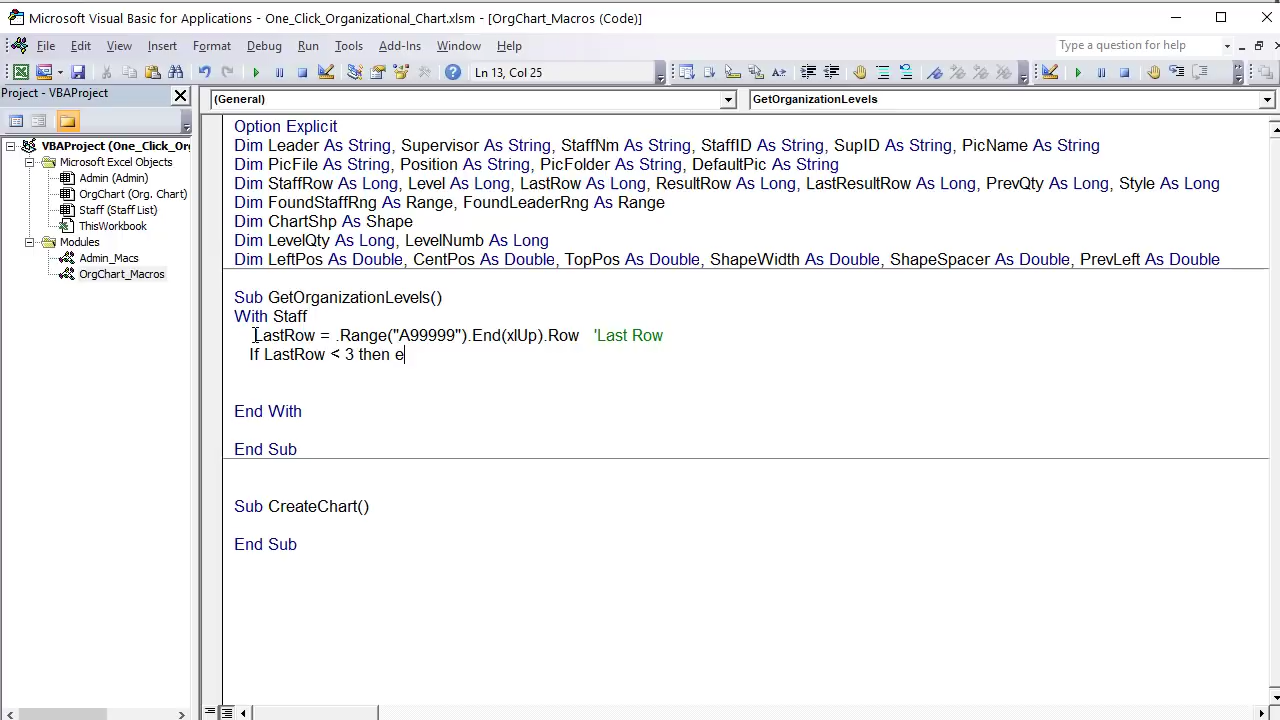 Microsoft Visual Basic for Applications - One_Click_Organizational_Chart.xlsm - [OrgChart_Macros (Code)]
File Edit View Insert Format Debug Run Tools Add-Ins Window Help
Type a question for help
Ln 13, Col 25
Project - VBAProject
(General)
GetOrganizationLevels
VBAProject (One_Click_Or
Microsoft Excel Objects
Admin (Admin)
OrgChart (Org. Chart)
Staff (Staff List)
ThisWorkbook
Modules
Admin_Macs
OrgChart_Macros
Option Explicit
Dim Leader As String, Supervisor As String, StaffNm As String, StaffID As String, SupID As String, PicName As String
Dim PicFile As String, Position As String, PicFolder As String, DefaultPic As String
Dim StaffRow As Long, Level As Long, LastRow As Long, ResultRow As Long, LastResultRow As Long, PrevQty As Long, Style As Long
Dim FoundStaffRng As Range, FoundLeaderRng As Range
Dim ChartShp As Shape
Dim LevelQty As Long, LevelNumb As Long
Dim LeftPos As Double, CentPos As Double, TopPos As Double, ShapeWidth As Double, ShapeSpacer As Double, PrevLeft As Double
Sub GetOrganizationLevels()
With Staff
LastRow = .Range("A99999").End(xlUp).Row 'Last Row
If LastRow < 3 then e
End With
End Sub
Sub CreateChart()
End Sub